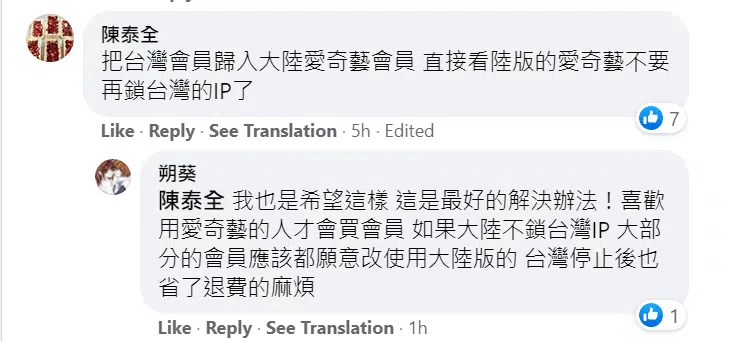 陳泰全
把台灣會員歸入大陸愛奇藝會員 直接看陸版的愛奇藝不要
再鎖台灣的IP了
7
Like · Reply · See Translation · 5h · Edited
朔葵
陳泰全 我也是希望這樣 這是最好的解決辦法！喜歡
用愛奇藝的人才會買會員 如果大陸不鎖台灣IP 大部
分的會員應該都願意改使用大陸版的 台灣停止後也
省了退費的麻煩
1
Like · Reply · See Translation · 1h